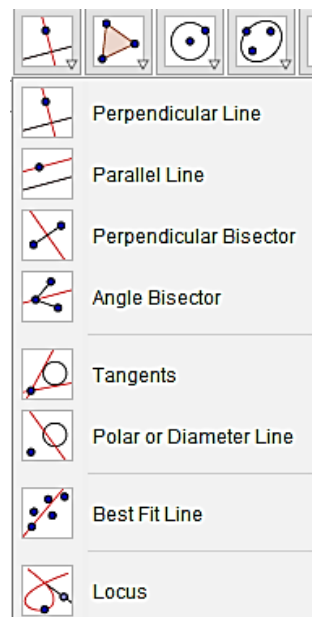 Perpendicular Line
Parallel Line
Perpendicular Bisector
Angle Bisector
Tangents
Polar or Diameter Line
Best Fit Line
Locus